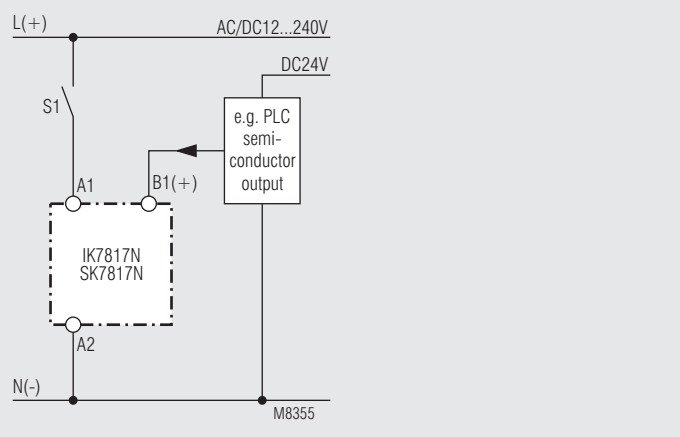 L(+)
AC/DC12...240V
DC24V
S1
e.g. PLC
semi-
conductor
output
A1
B1(+)
IK7817N
SK7817N
A2
N(-)
M8355